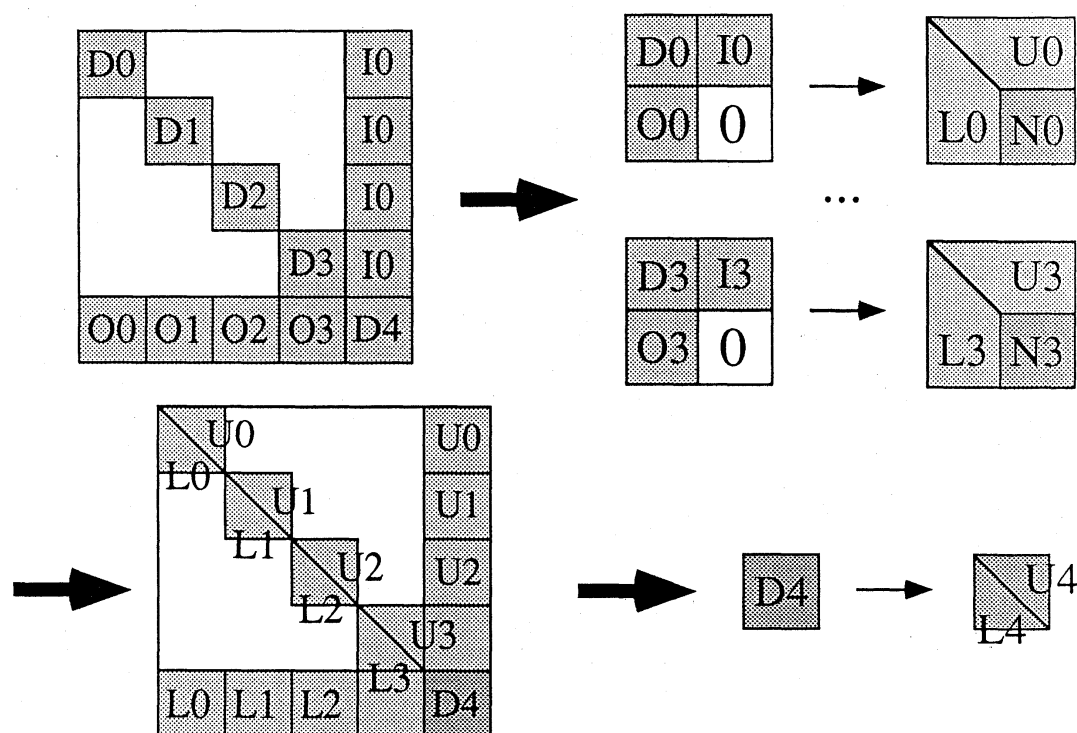 D0 I0
D1 I0
D2 I0
D3 I0
O0 O1 O2 O3 D4
D0 I0
O0 0
U0
L0 N0
...
D3 I3
O3 0
U3
L3 N3
U0 U0
L0
U1 U1
L1
U2 U2
L2
U3
L3
L0 L1 L2 D4
D4
U4
L4